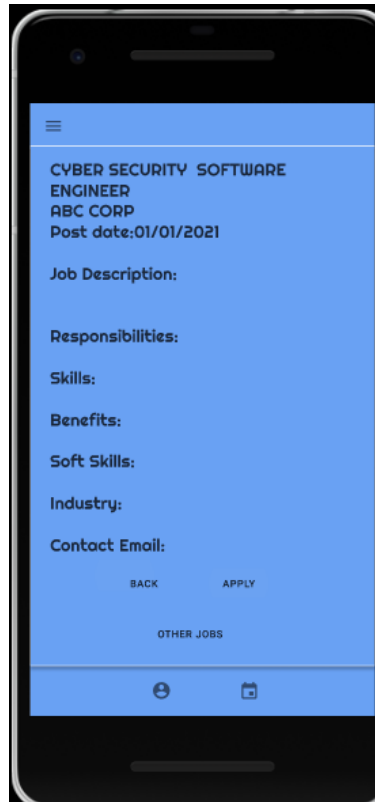 CYBER SECURITY SOFTWARE
ENGINEER
ABC CORP
Post date:01/01/2021
Job Description:
Responsibilities:
Skills:
Benefits:
Soft Skills:
Industry:
Contact Email:
BACK APPLY
OTHER JOBS